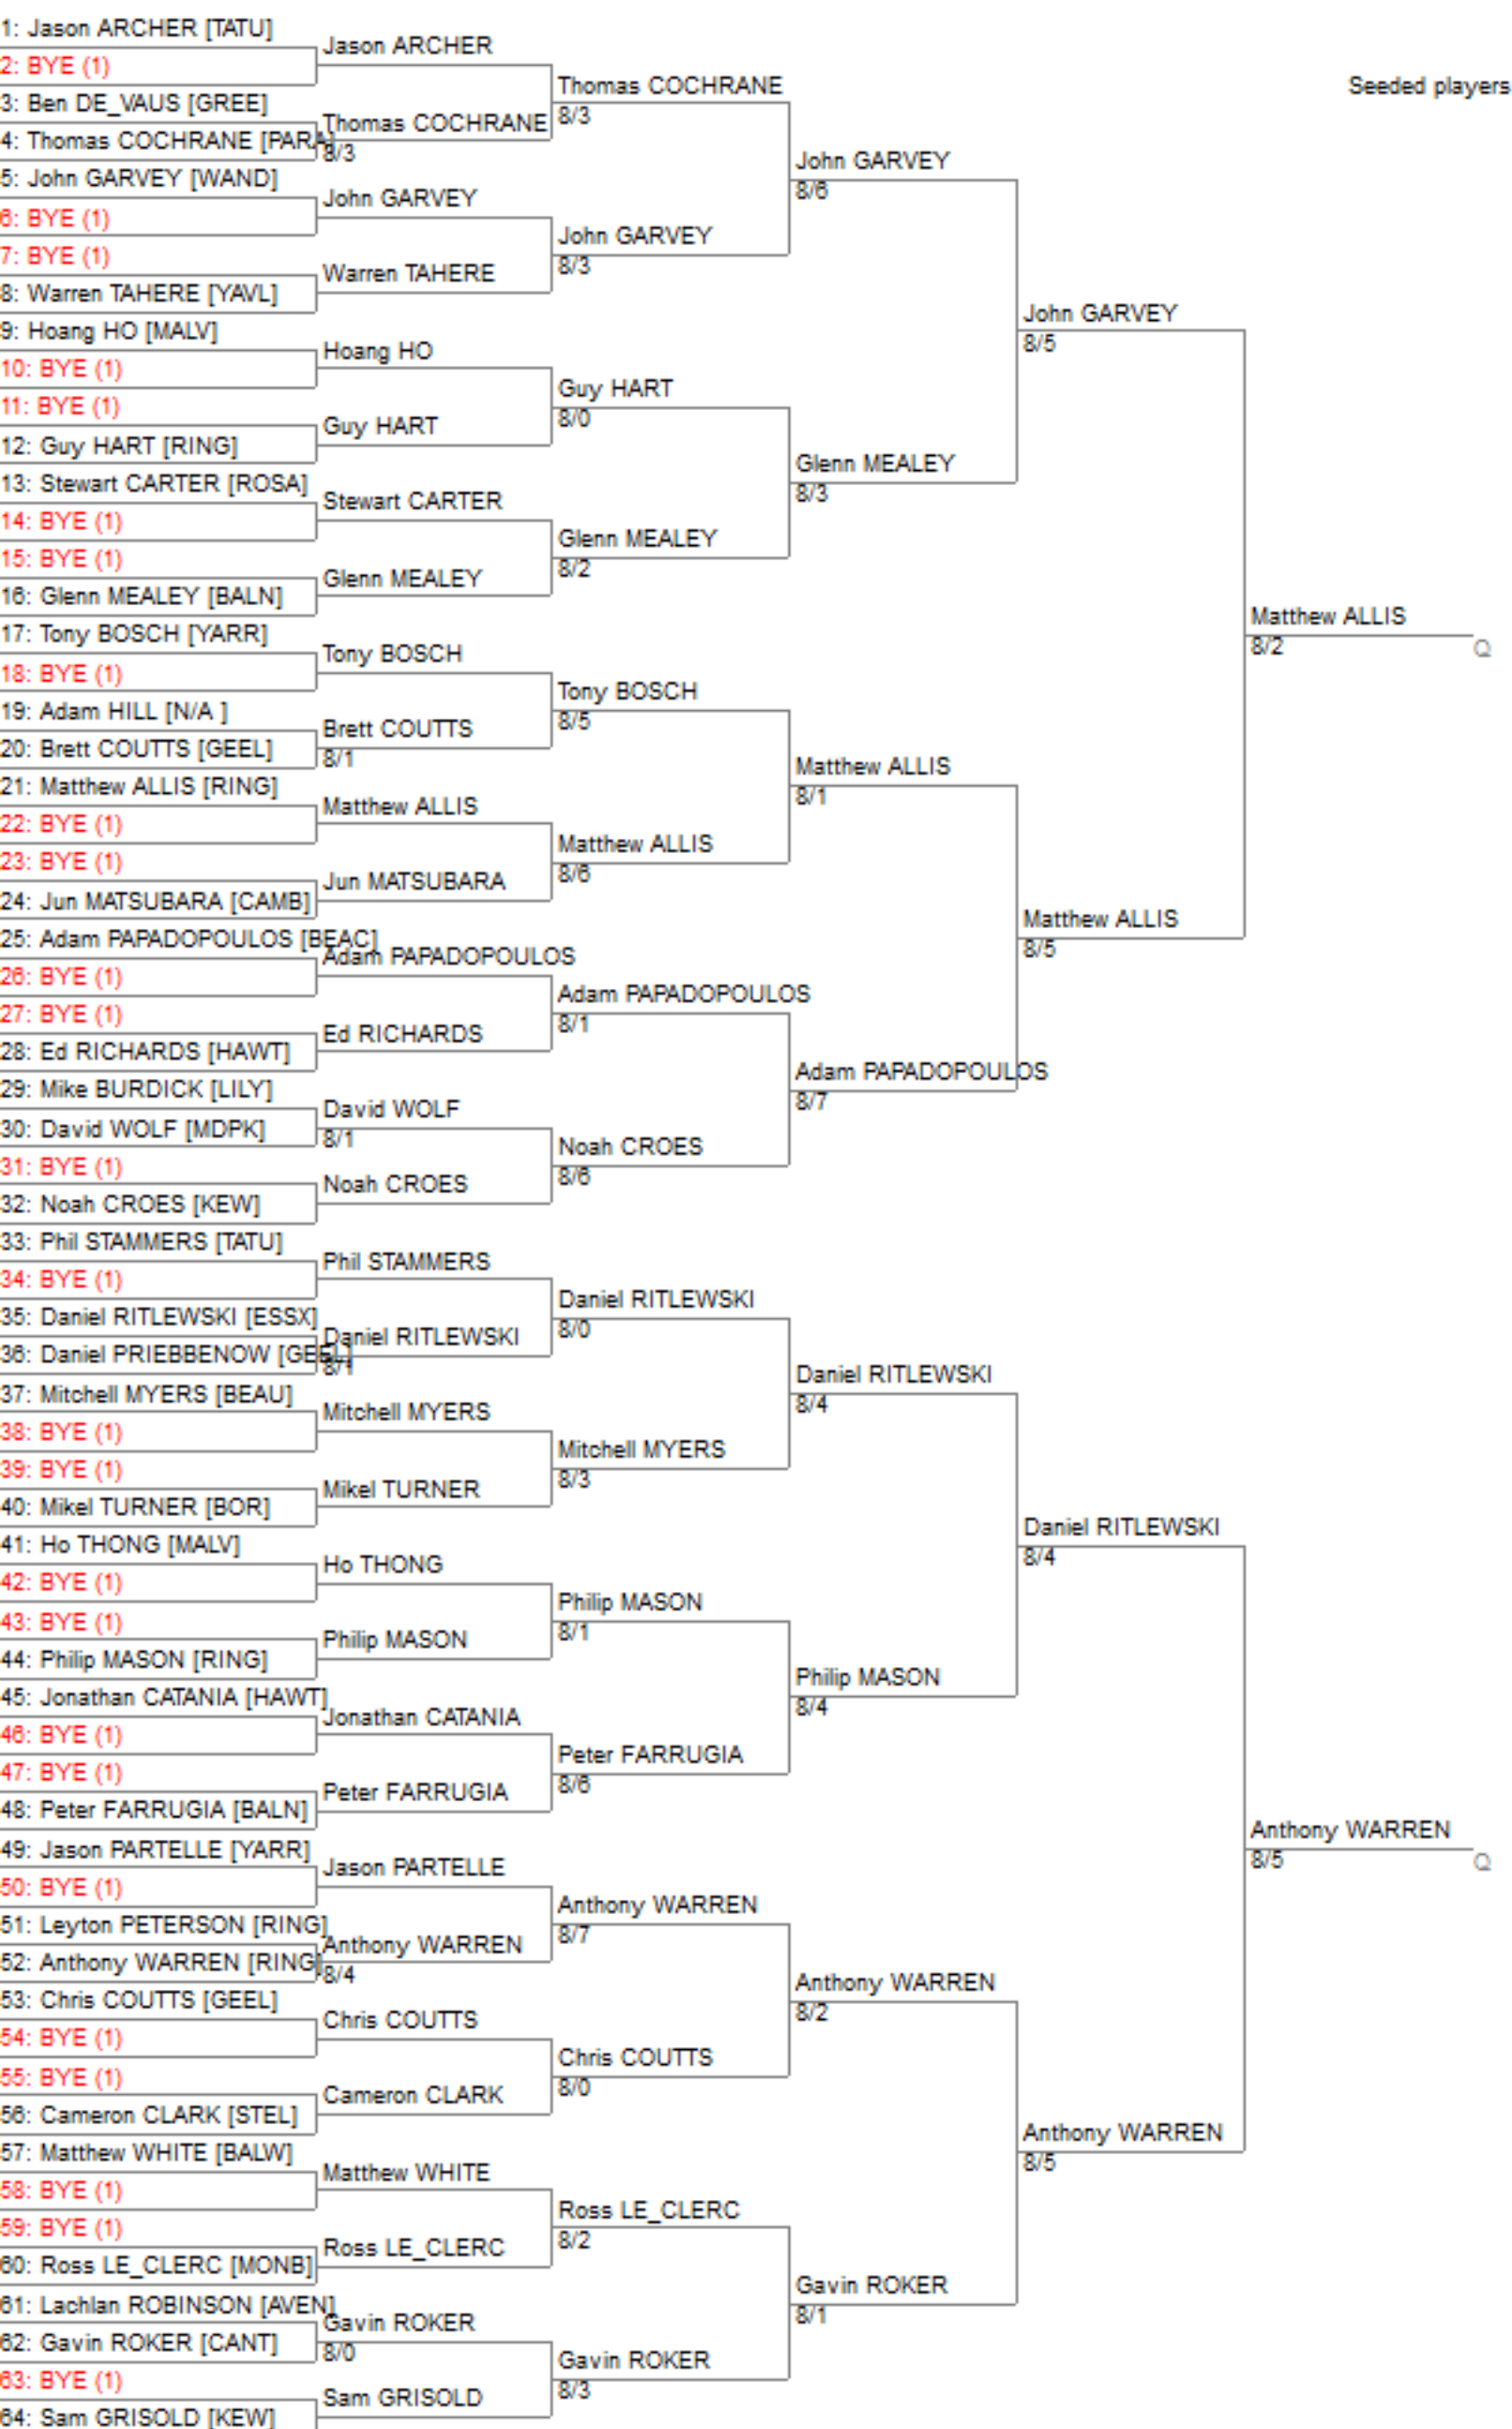 1: Jason ARCHER [TATU]
2: BYE (1)
3: Ben DE_VAUS [GREE]
4: Thomas COCHRANE [PARA]
5: John GARVEY [WAND]
6: BYE (1)
7: BYE (1)
8: Warren TAHERE [YAVL]
9: Hoang HO [MALV]
10: BYE (1)
11: BYE (1)
12: Guy HART [RING]
13: Stewart CARTER [ROSA]
14: BYE (1)
15: BYE (1)
16: Glenn MEALEY [BALN]
17: Tony BOSCH [YARR]
18: BYE (1)
19: Adam HILL [N/A ]
20: Brett COUTTS [GEEL]
21: Matthew ALLIS [RING]
22: BYE (1)
23: BYE (1)
24: Jun MATSUBARA [CAMB]
25: Adam PAPADOPOULOS [BEAC]
26: BYE (1)
27: BYE (1)
28: Ed RICHARDS [HAWT]
29: Mike BURDICK [LILY]
30: David WOLF [MDPK]
31: BYE (1)
32: Noah CROES [KEW]
33: Phil STAMMERS [TATU]
34: BYE (1)
35: Daniel RITLEWSKI [ESSX]
36: Daniel PRIEBBENOW [GEEL]
37: Mitchell MYERS [BEAU]
38: BYE (1)
39: BYE (1)
40: Mikel TURNER [BOR]
41: Ho THONG [MALV]
42: BYE (1)
43: BYE (1)
44: Philip MASON [RING]
45: Jonathan CATANIA [HAWT]
46: BYE (1)
47: BYE (1)
48: Peter FARRUGIA [BALN]
49: Jason PARTELLE [YARR]
50: BYE (1)
51: Leyton PETERSON [RING]
52: Anthony WARREN [RING]
53: Chris COUTTS [GEEL]
54: BYE (1)
55: BYE (1)
56: Cameron CLARK [STEL]
57: Matthew WHITE [BALW]
58: BYE (1)
59: BYE (1)
60: Ross LE_CLERC [MONB]
61: Lachlan ROBINSON [AVEN]
62: Gavin ROKER [CANT]
63: BYE (1)
64: Sam GRISOLD [KEW]
Jason ARCHER
Thomas COCHRANE
8/3
John GARVEY
Warren TAHERE
Hoang HO
Guy HART
Stewart CARTER
Glenn MEALEY
Tony BOSCH
Brett COUTTS
8/1
Matthew ALLIS
Jun MATSUBARA
Adam PAPADOPOULOS
Ed RICHARDS
David WOLF
8/1
Noah CROES
Phil STAMMERS
Daniel RITLEWSKI
8/1
Mitchell MYERS
Mikel TURNER
Ho THONG
Philip MASON
Jonathan CATANIA
Peter FARRUGIA
Jason PARTELLE
Anthony WARREN
8/4
Chris COUTTS
Cameron CLARK
Matthew WHITE
Ross LE_CLERC
Gavin ROKER
8/0
Sam GRISOLD
Thomas COCHRANE
8/3
John GARVEY
8/3
Guy HART
8/0
Glenn MEALEY
8/2
Tony BOSCH
8/5
Matthew ALLIS
8/6
Adam PAPADOPOULOS
8/1
Noah CROES
8/6
Daniel RITLEWSKI
8/0
Mitchell MYERS
8/3
Philip MASON
8/1
Peter FARRUGIA
8/6
Anthony WARREN
8/7
Chris COUTTS
8/0
Ross LE_CLERC
8/2
Gavin ROKER
8/3
John GARVEY
8/6
Glenn MEALEY
8/3
Matthew ALLIS
8/1
Adam PAPADOPOULOS
8/7
Daniel RITLEWSKI
8/4
Philip MASON
8/4
Anthony WARREN
8/2
Gavin ROKER
8/1
John GARVEY
8/5
Matthew ALLIS
8/5
Daniel RITLEWSKI
8/4
Anthony WARREN
8/5
Matthew ALLIS
8/2
Q
Anthony WARREN
8/5
Q
Seeded players